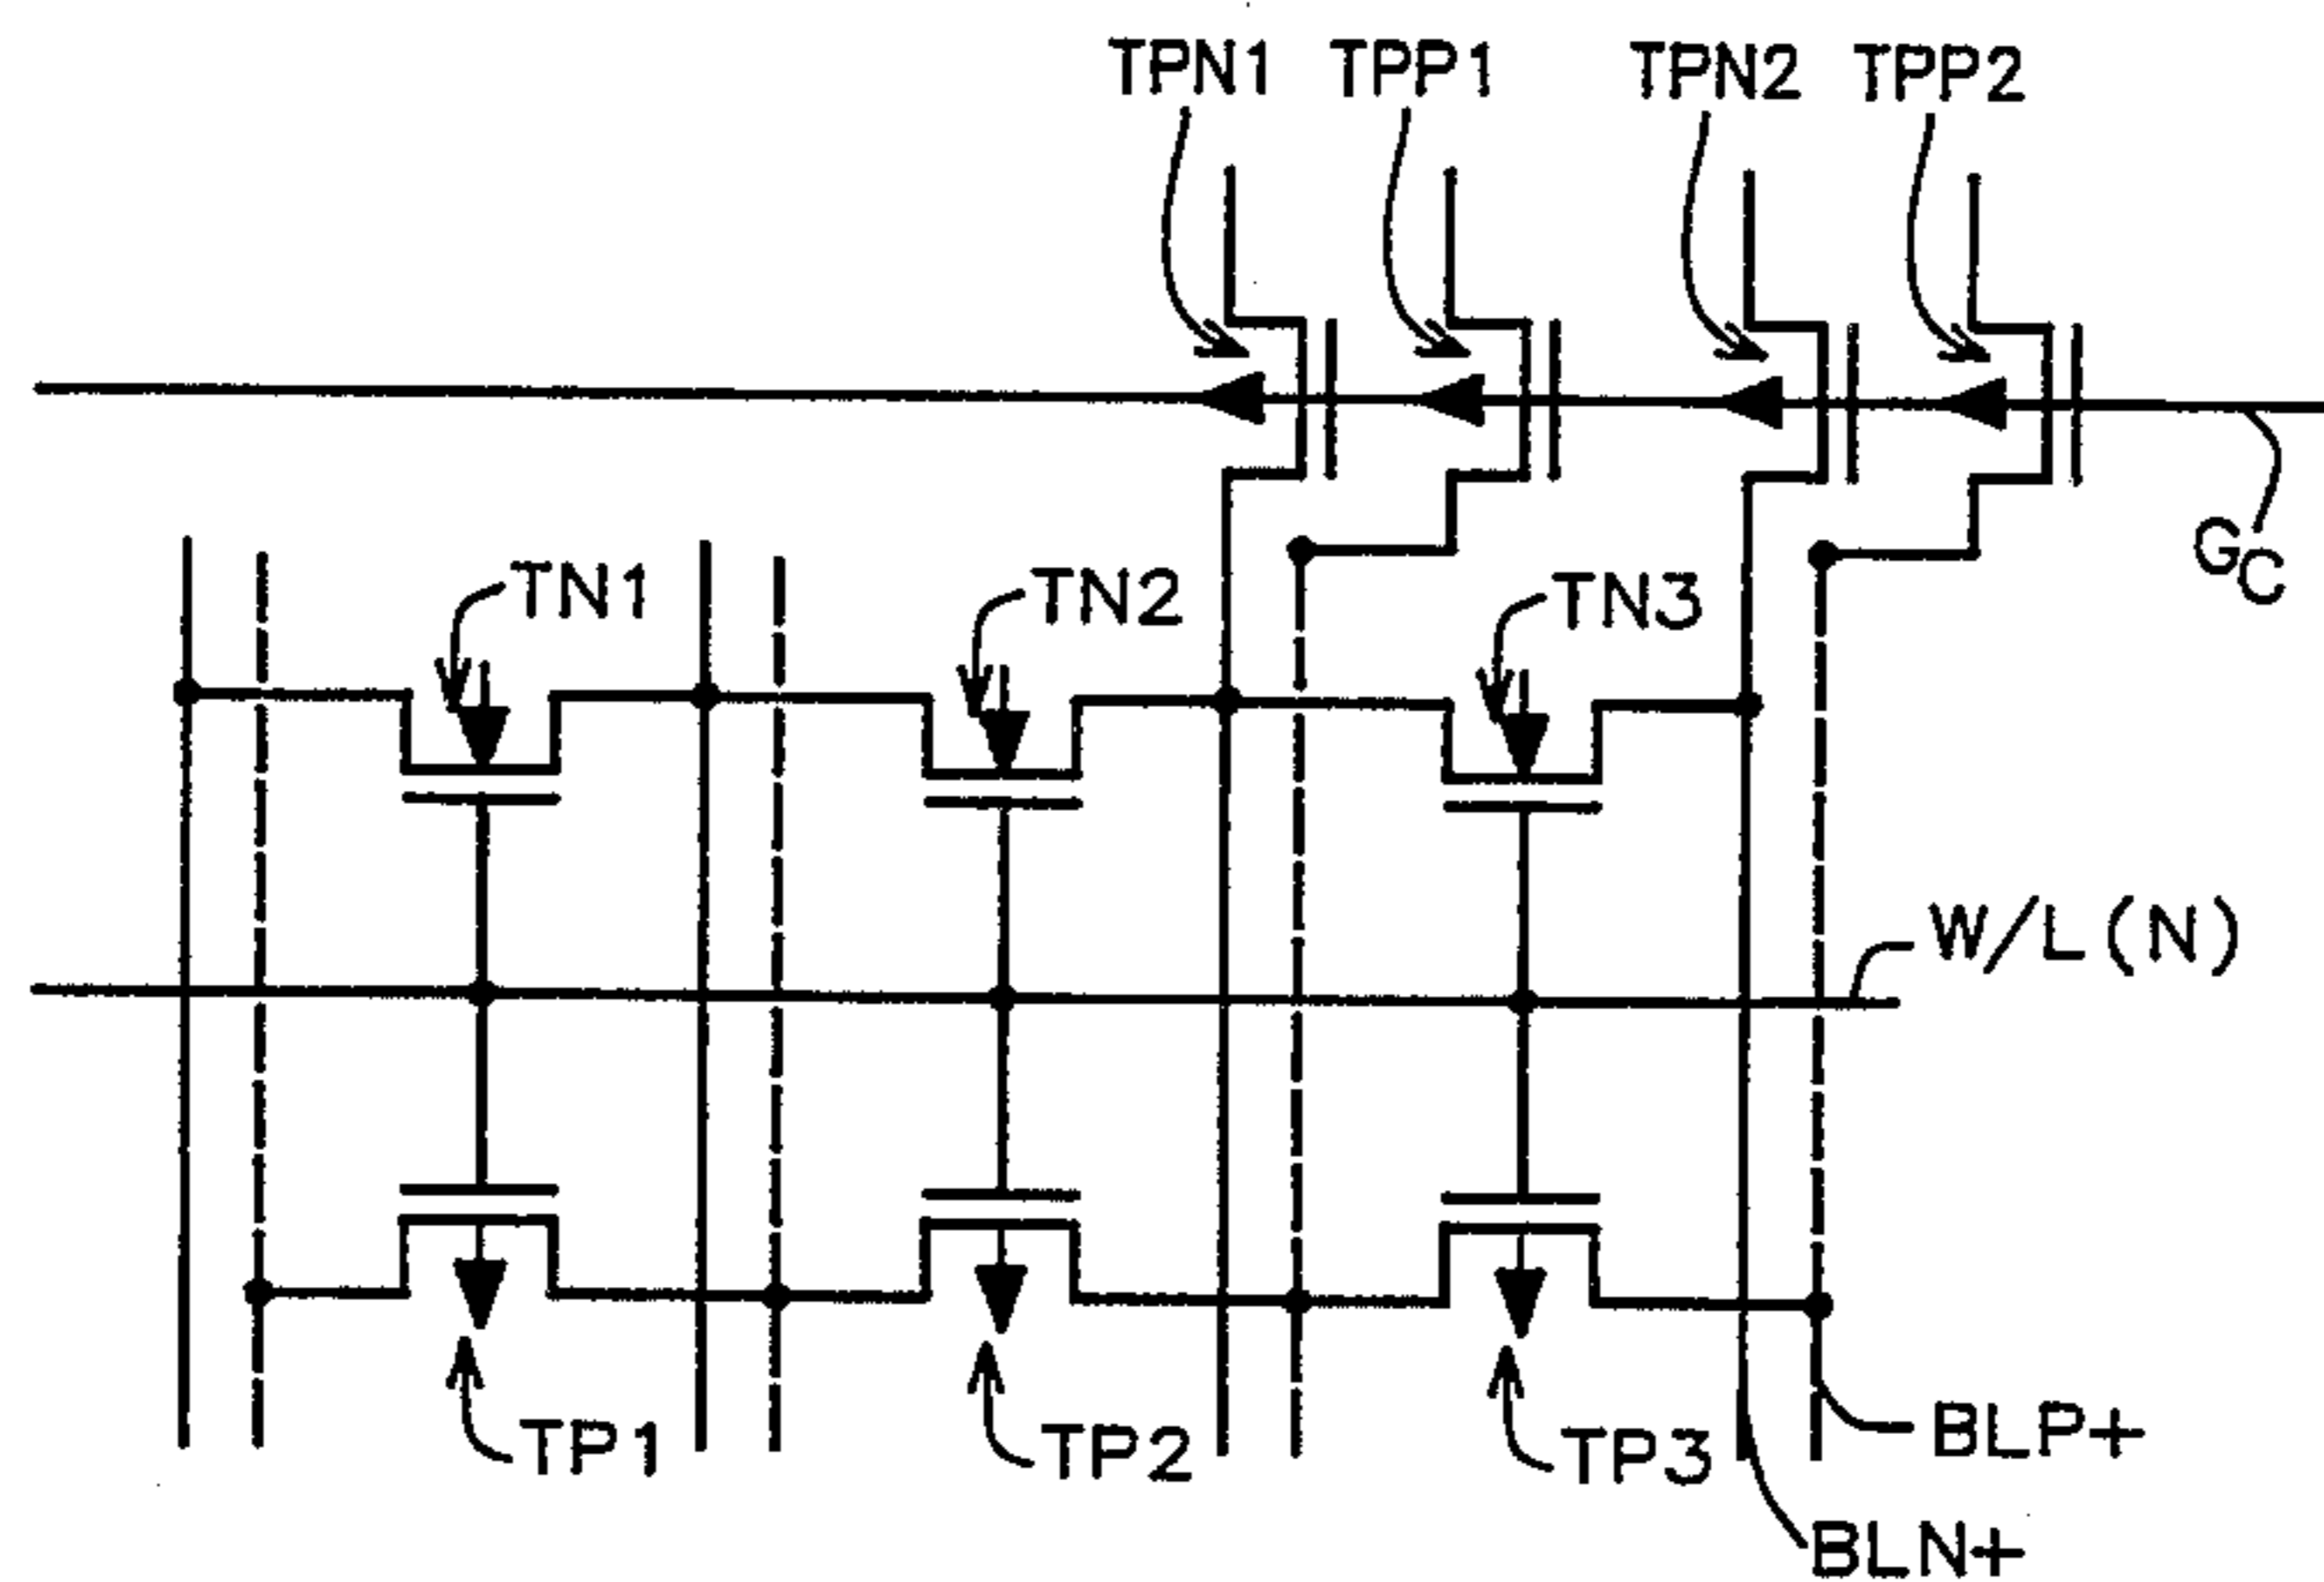 TPN1 TPP1 TPN2 TPP2
GC
TN1 TN2 TN3
W/L(N)
TP1 TP2 TP3
BLP+
BLN+